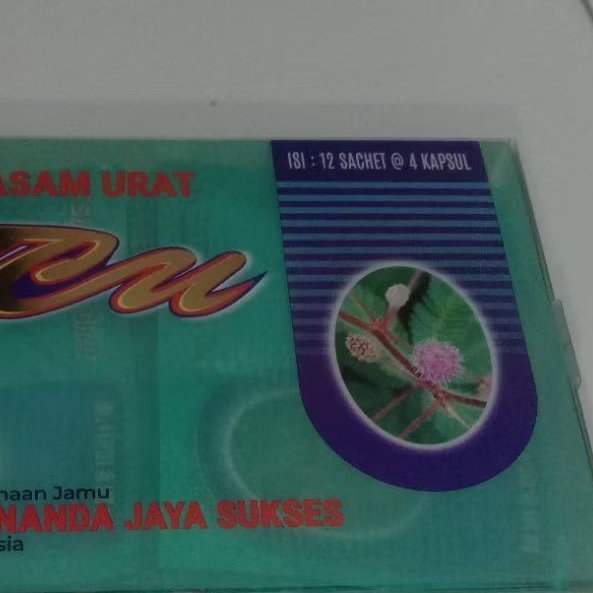 ISI : 12 SACHET @ 4 KAPSUL
ASAM URAT
naan Jamu
NANDA JAYA SUKSES
sia